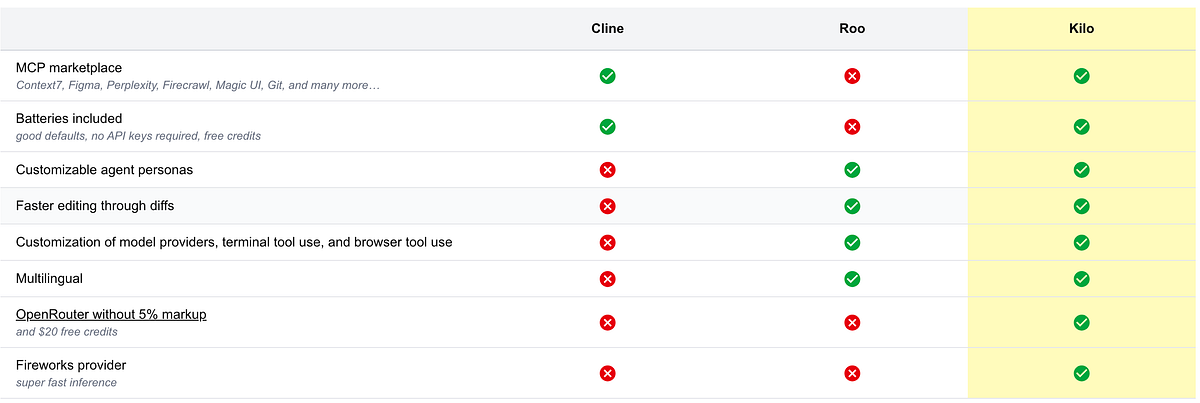 Cline Roo Kilo
MCP marketplace
Context7, Figma, Perplexity, Firecrawl, Magic UI, Git, and many more…
Batteries included
good defaults, no API keys required, free credits
Customizable agent personas
Faster editing through diffs
Customization of model providers, terminal tool use, and browser tool use
Multilingual
OpenRouter without 5% markup
and $20 free credits
Fireworks provider
super fast inference